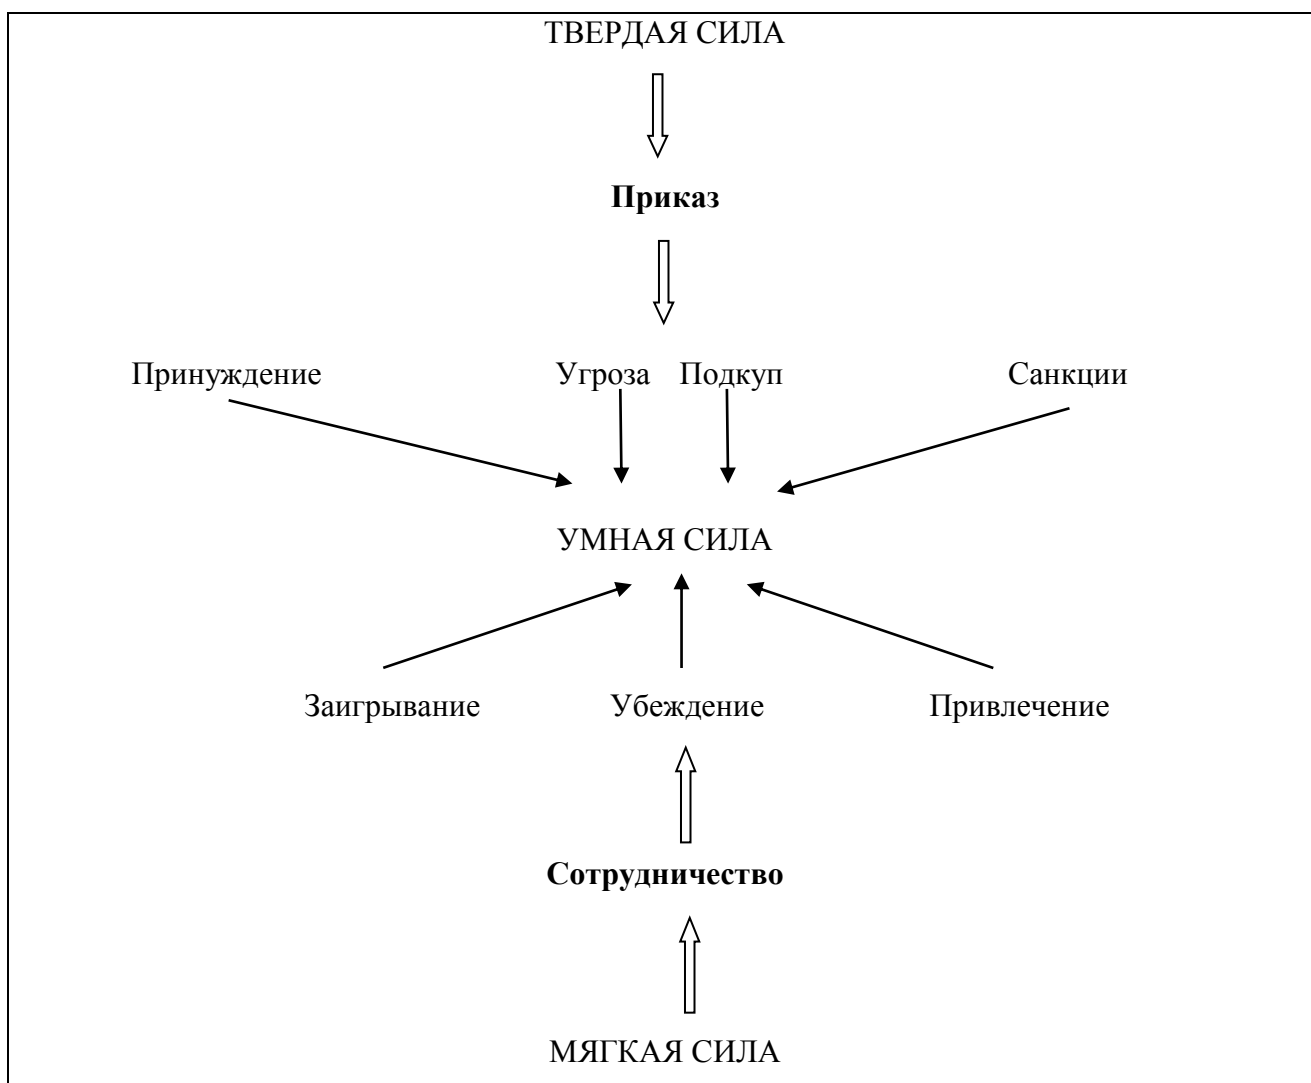 ТВЕРДАЯ СИЛА
Приказ
Принуждение Угроза Подкуп Санкции
УМНАЯ СИЛА
Заигрывание Убеждение Привлечение
Сотрудничество
МЯГКАЯ СИЛА